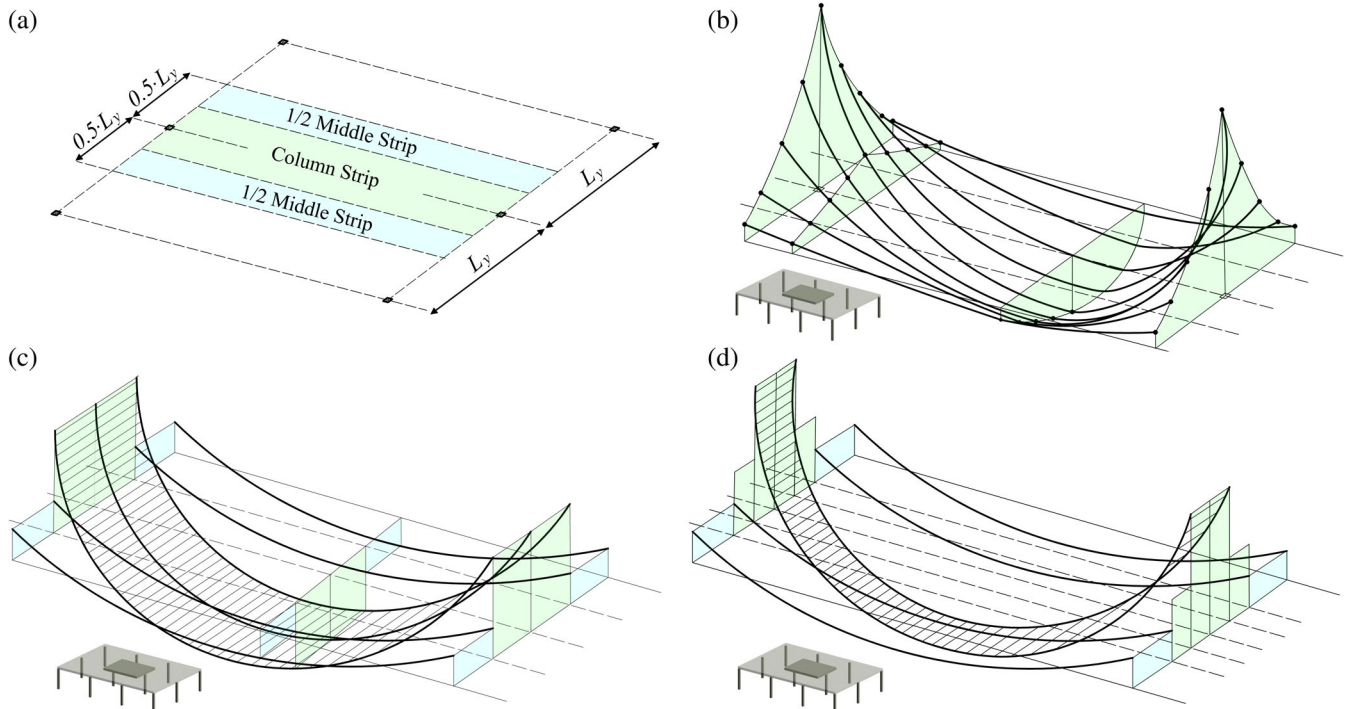 (a)
0.5·Ly
0.5·Ly
1/2 Middle Strip
Column Strip
1/2 Middle Strip
Ly
Ly
(b)
(c)
(d)